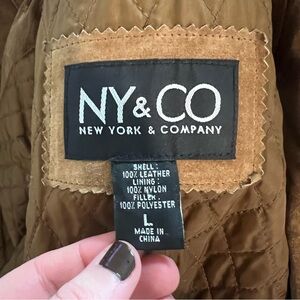 NY&CO
NEW YORK & COMPANY
SHELL:
100% LEATHER
LINING:
100% NYLON
FILLER:
100% POLYESTER
L
MADE IN
CHINA